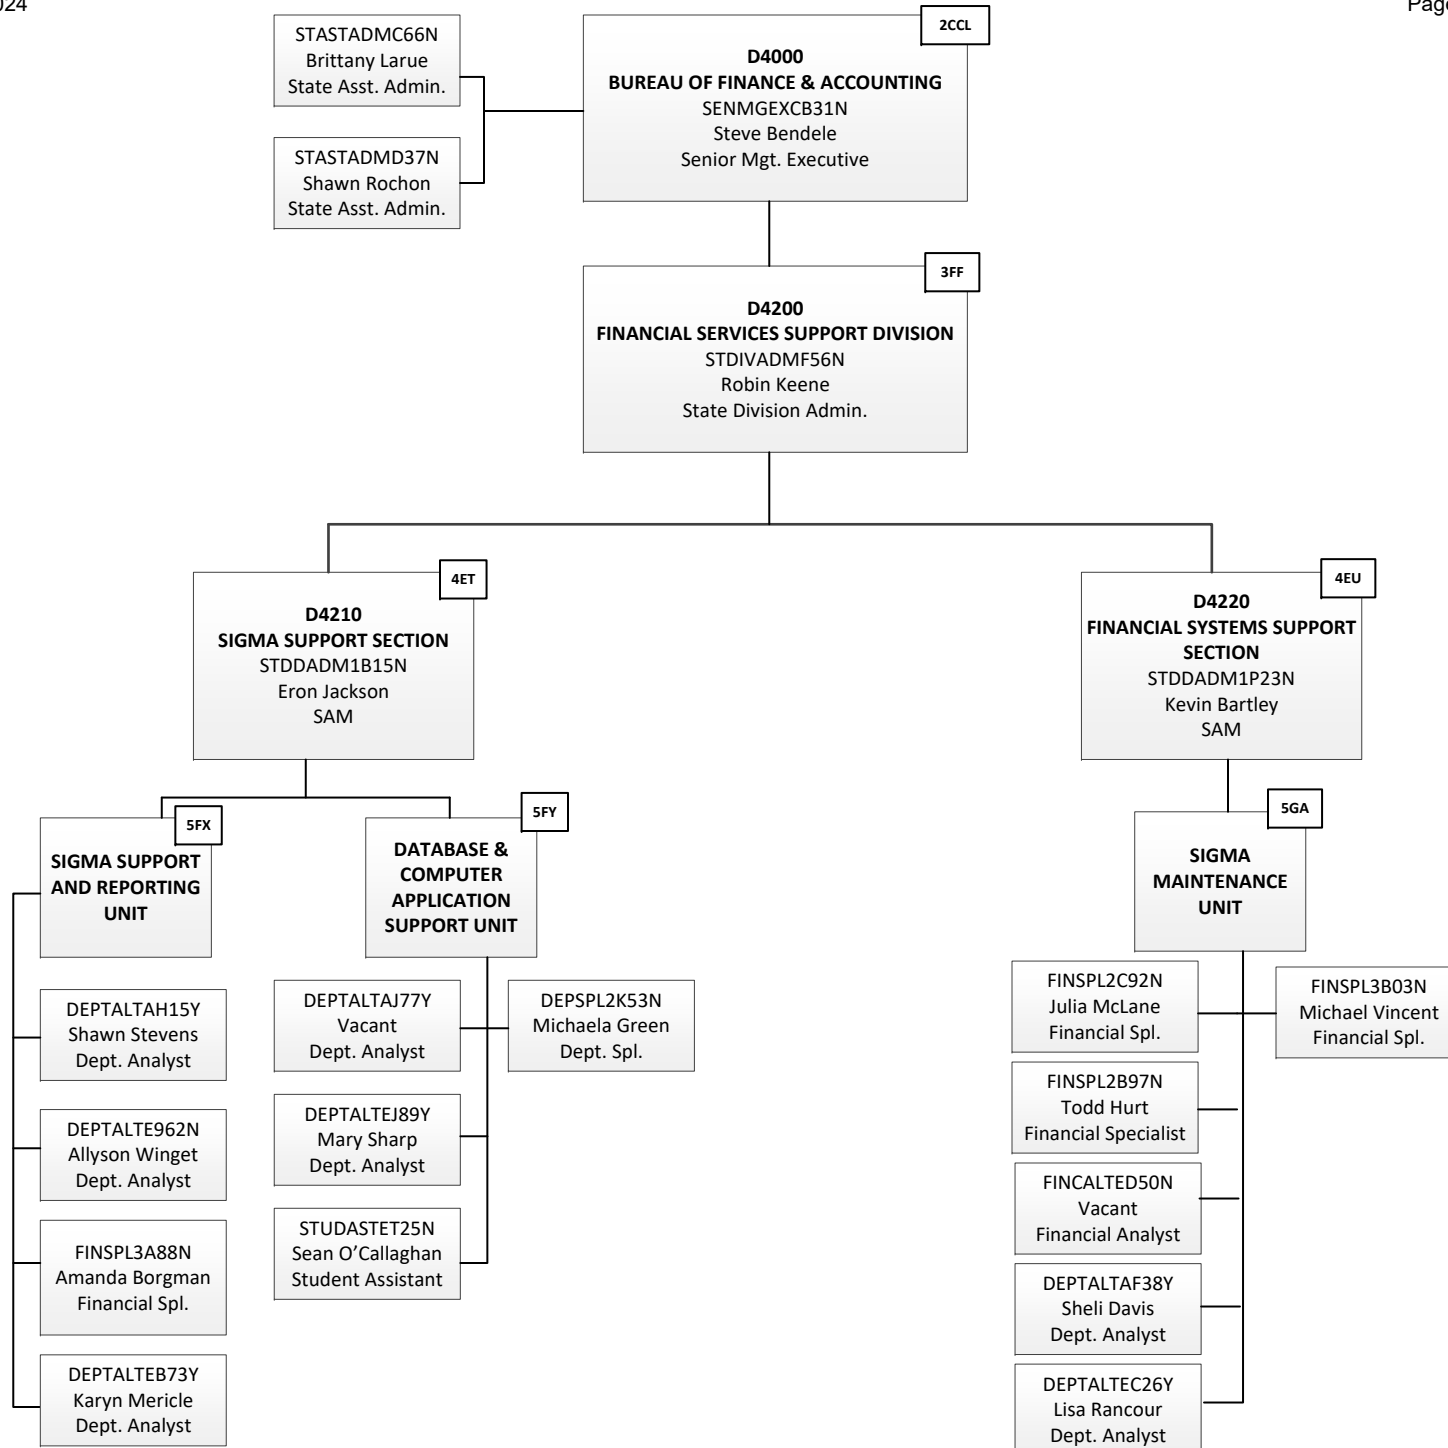 024
Page
STASTADMC66N
Brittany Larue
State Asst. Admin.
2CCL
D4000
BUREAU OF FINANCE & ACCOUNTING
SENMGEXCB31N
Steve Bendele
Senior Mgt. Executive
STASTADMD37N
Shawn Rochon
State Asst. Admin.
3FF
D4200
FINANCIAL SERVICES SUPPORT DIVISION
STDIVADMF56N
Robin Keene
State Division Admin.
4ET
D4210
SIGMA SUPPORT SECTION
STDDADM1B15N
Eron Jackson
SAM
4EU
D4220
FINANCIAL SYSTEMS SUPPORT
SECTION
STDDADM1P23N
Kevin Bartley
SAM
5FX
SIGMA SUPPORT
AND REPORTING
UNIT
5FY
DATABASE &
COMPUTER
APPLICATION
SUPPORT UNIT
5GA
SIGMA
MAINTENANCE
UNIT
DEPTALTAH15Y
Shawn Stevens
Dept. Analyst
DEPTALTE962N
Allyson Winget
Dept. Analyst
FINSPL3A88N
Amanda Borgman
Financial Spl.
DEPTALTEB73Y
Karyn Mericle
Dept. Analyst
DEPTALTAJ77Y
Vacant
Dept. Analyst
DEPSPL2K53N
Michaela Green
Dept. Spl.
DEPTALTEJ89Y
Mary Sharp
Dept. Analyst
STUDASTET25N
Sean O’Callaghan
Student Assistant
FINSPL2C92N
Julia McLane
Financial Spl.
FINSPL3B03N
Michael Vincent
Financial Spl.
FINSPL2B97N
Todd Hurt
Financial Specialist
FINCALTED50N
Vacant
Financial Analyst
DEPTALTAF38Y
Sheli Davis
Dept. Analyst
DEPTALTEC26Y
Lisa Rancour
Dept. Analyst